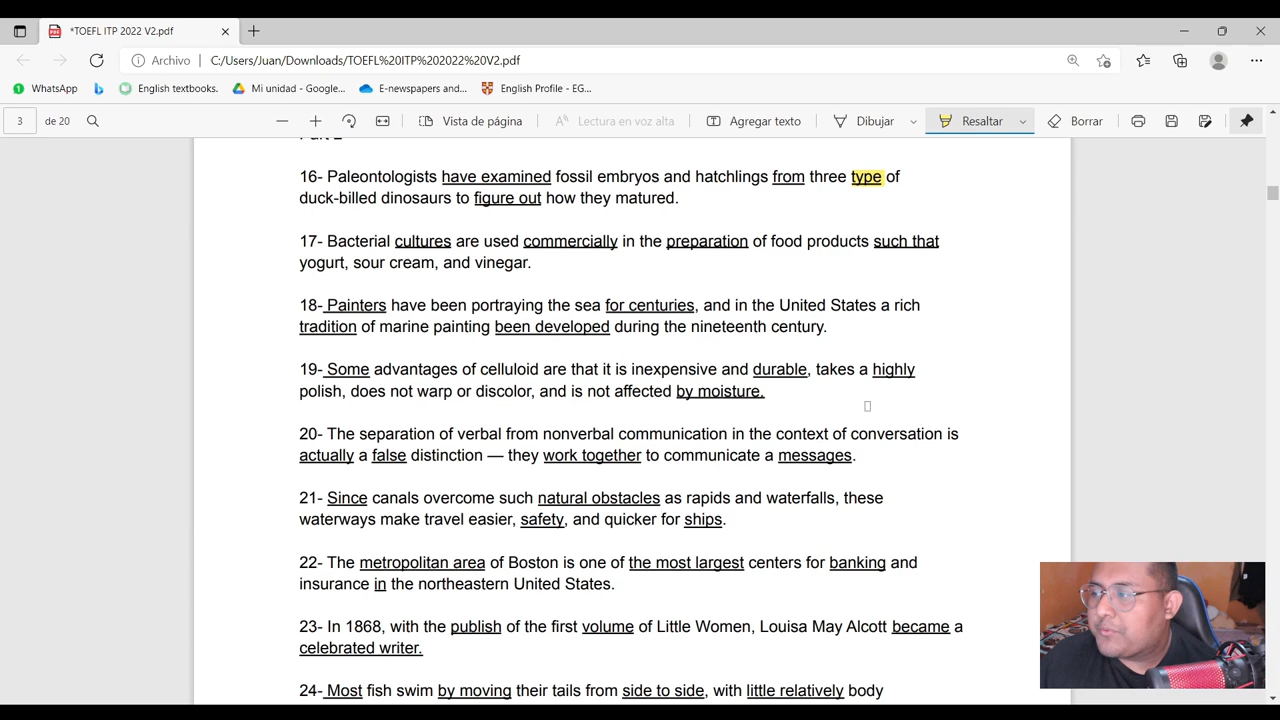 *TOEFL ITP 2022 V2.pdf
Archivo C:/Users/Juan/Downloads/TOEFL%20ITP%202022%20V2.pdf
WhatsApp English textbooks. Mi unidad - Google... E-newspapers and... English Profile - EG...
3 de 20 Vista de página Lectura en voz alta Agregar texto Dibujar Resaltar Borrar
16- Paleontologists have examined fossil embryos and hatchlings from three type of
duck-billed dinosaurs to figure out how they matured.
17- Bacterial cultures are used commercially in the preparation of food products such that
yogurt, sour cream, and vinegar.
18- Painters have been portraying the sea for centuries, and in the United States a rich
tradition of marine painting been developed during the nineteenth century.
19- Some advantages of celluloid are that it is inexpensive and durable, takes a highly
polish, does not warp or discolor, and is not affected by moisture.
20- The separation of verbal from nonverbal communication in the context of conversation is
actually a false distinction — they work together to communicate a messages.
21- Since canals overcome such natural obstacles as rapids and waterfalls, these
waterways make travel easier, safety, and quicker for ships.
22- The metropolitan area of Boston is one of the most largest centers for banking and
insurance in the northeastern United States.
23- In 1868, with the publish of the first volume of Little Women, Louisa May Alcott became a
celebrated writer.
24- Most fish swim by moving their tails from side to side, with little relatively body